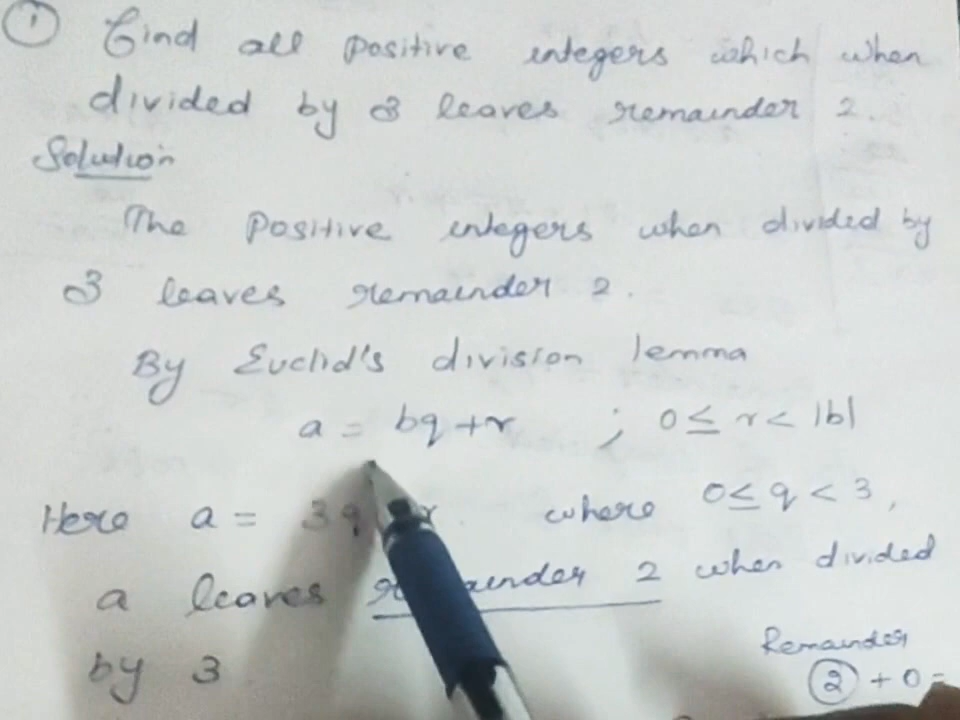 1 Find all positive integers which when
divided by 3 leaves remainder 2.
Solution
The Positive integers when divided by
3 leaves remainder 2.
By Euclid's division lemma
a = bq + r ; 0 ≤ r < |b|
Here a = 3q r where 0 ≤ q < 3,
a leaves remainder 2 when divided
by 3
Remainder
2 + 0 =